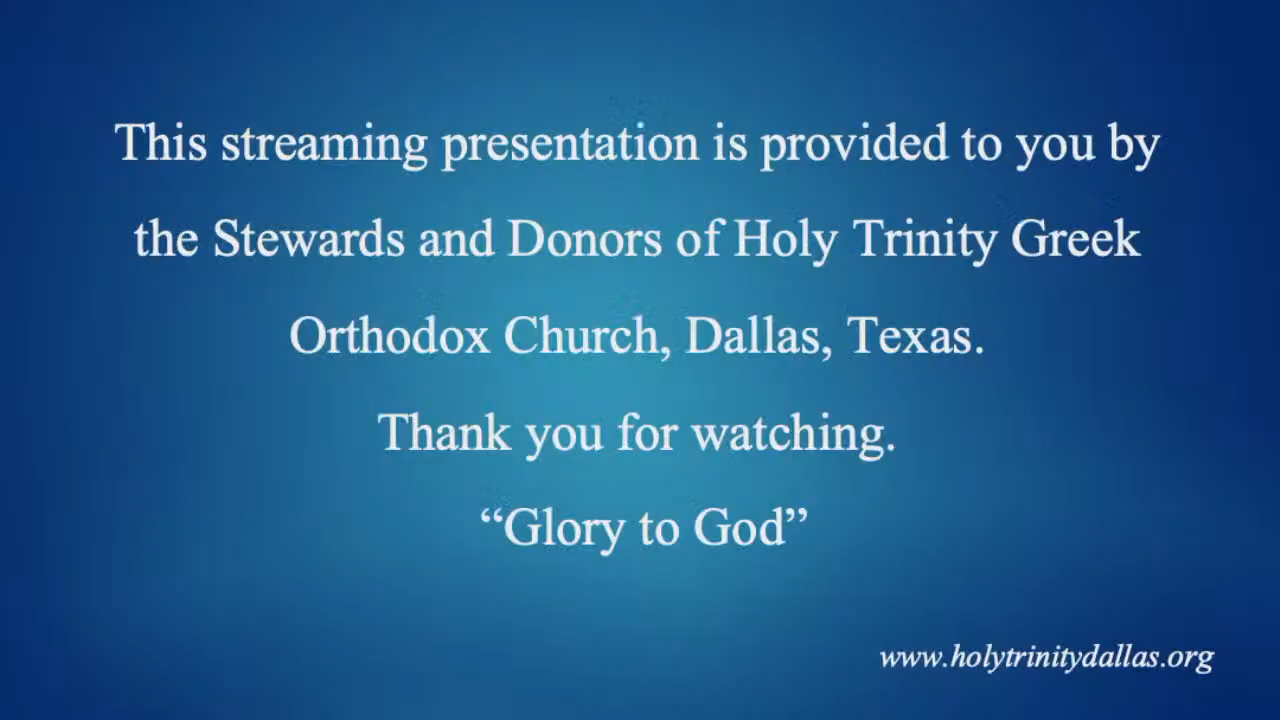 This streaming presentation is provided to you by
the Stewards and Donors of Holy Trinity Greek
Orthodox Church, Dallas, Texas.
Thank you for watching.
“Glory to God”
www.holytrinitydallas.org